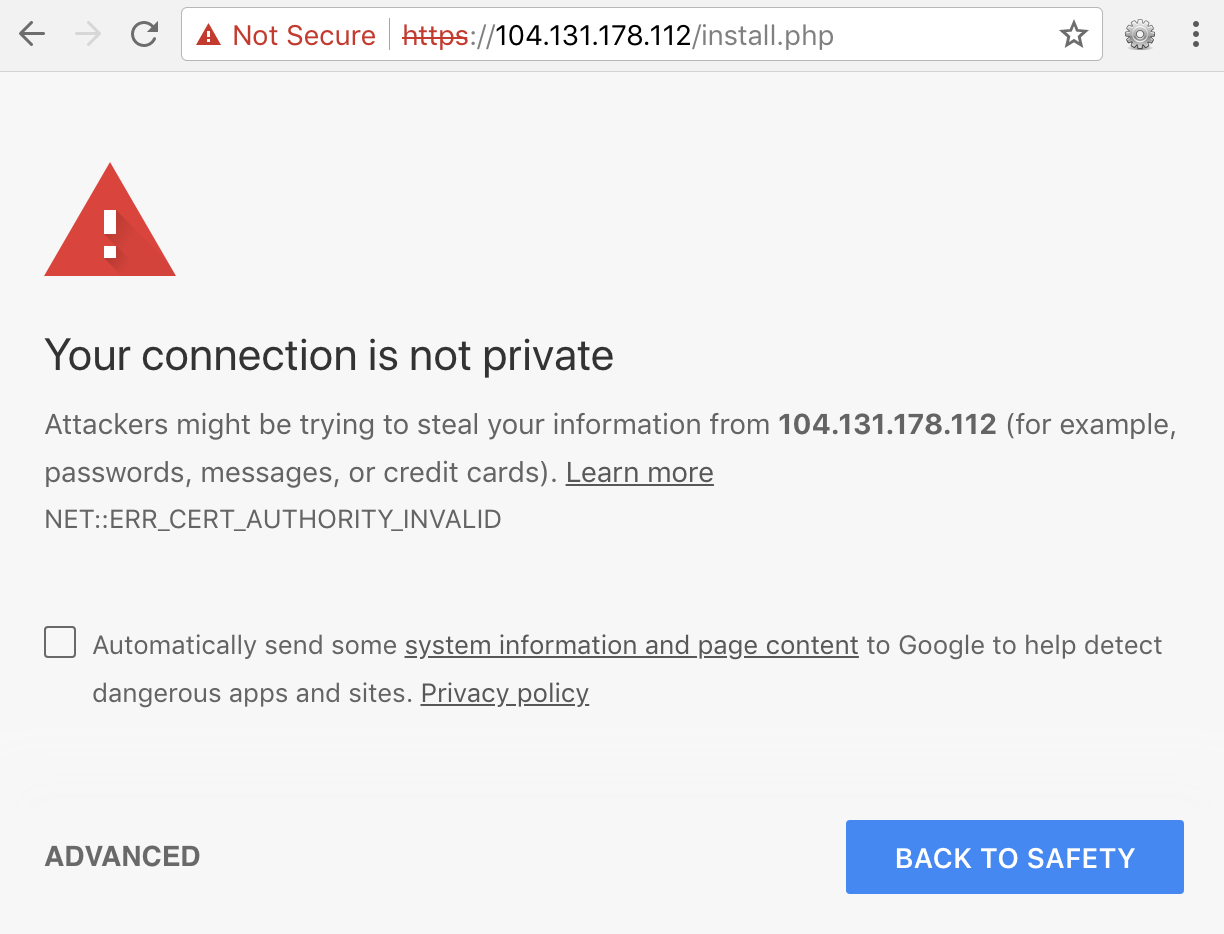 Not Secure https://104.131.178.112/install.php
Your connection is not private
Attackers might be trying to steal your information from 104.131.178.112 (for example,
passwords, messages, or credit cards). Learn more
NET::ERR_CERT_AUTHORITY_INVALID
Automatically send some system information and page content to Google to help detect
dangerous apps and sites. Privacy policy
ADVANCED
BACK TO SAFETY